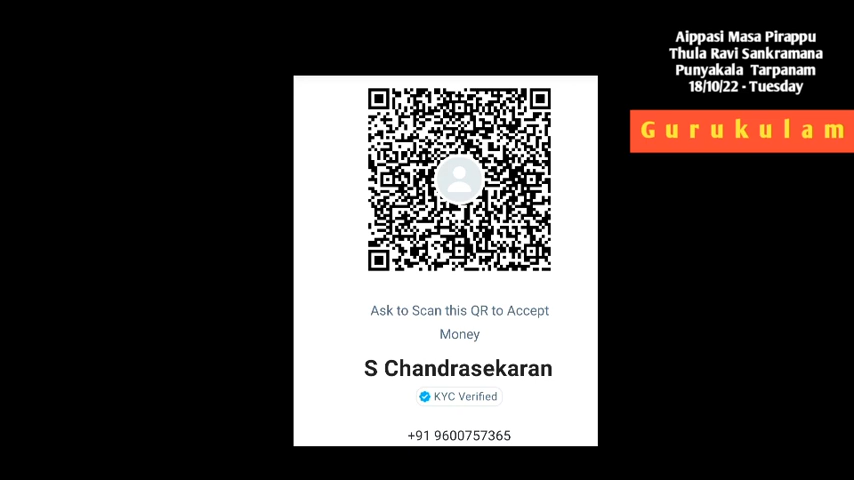 Aippasi Masa Pirappu
Thula Ravi Sankramana
Punyakala Tarpanam
18/10/22 - Tuesday
Gurukulam
Ask to Scan this QR to Accept
Money
S Chandrasekaran
KYC Verified
+91 9600757365